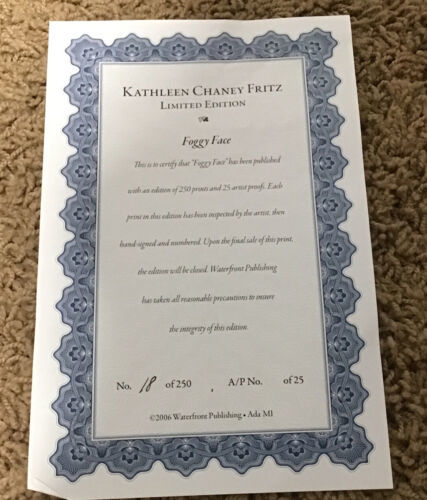 KATHLEEN CHANEY FRITZ
LIMITED EDITION
Foggy Face
This is to certify that "Foggy Face" has been published
with an edition of 250 prints and 25 artist proofs. Each
print in this edition has been inspected by the artist, then
hand-signed and numbered. Upon the final sale of this print,
the edition will be closed. Waterfront Publishing
has taken all reasonable precautions to insure
the integrity of this edition.
No. 18 of 250 , A/P No. of 25
©2006 Waterfront Publishing • Ada MI